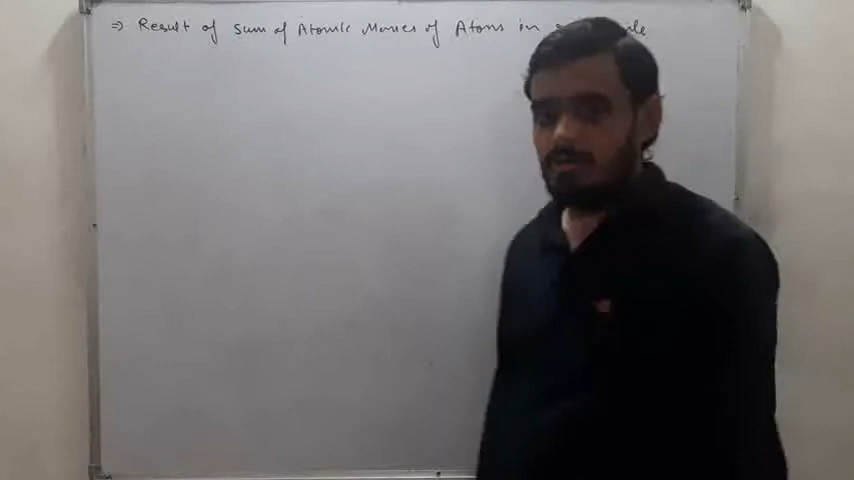 ⇒ Result of Sum of Atomic Masses of Atoms in